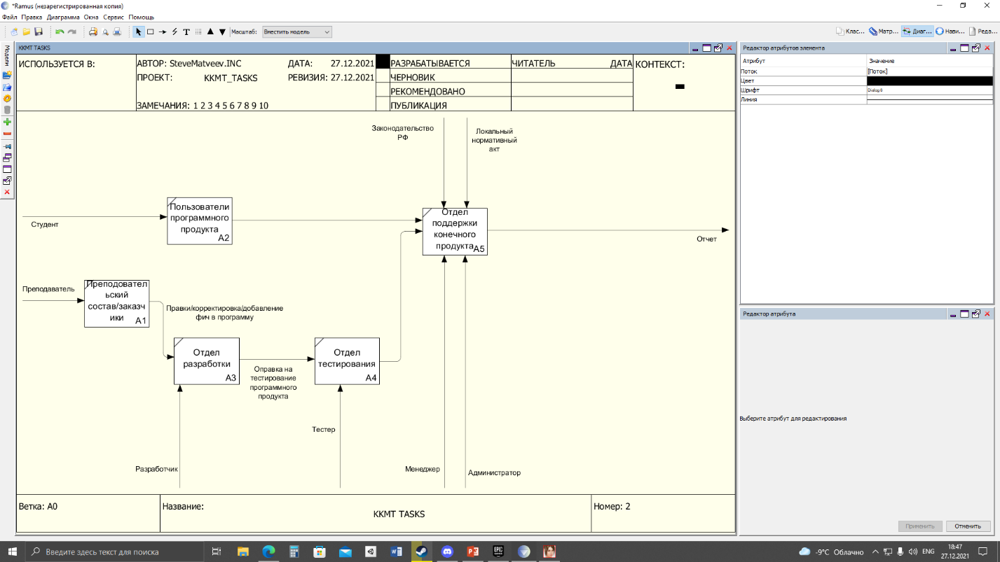 *Ramus (незарегистрированная копия)
Файл Правка Диаграмма Окна Сервис Помощь
Масштаб: Вместить модель
Клас... Матр... Диаг... Нави... Реда...
Модели
KKMT TASKS
ИСПОЛЬЗУЕТСЯ В:
АВТОР: SteveMatveev.INC
ДАТА: 27.12.2021
ПРОЕКТ: KKMT_TASKS
РЕВИЗИЯ: 27.12.2021
ЗАМЕЧАНИЯ: 1 2 3 4 5 6 7 8 9 10
РАЗРАБАТЫВАЕТСЯ
ЧЕРНОВИК
РЕКОМЕНДОВАНО
ПУБЛИКАЦИЯ
ЧИТАТЕЛЬ
ДАТА
КОНТЕКСТ:
Законодательство
РФ
Локальный
нормативный
акт
Студент
Пользователи
программного
продукта
A2
Отдел
поддержки
конечного
продукта
A5
Отчет
Преподаватель
Преподовател
ьский
состав/заказч
ики
A1
Правки/корректировка/добавление
фич в программу
Отдел
разработки
A3
Оправка на
тестирование
программного
продукта
Отдел
тестирования
A4
Тестер
Разработчик
Менеджер
Администратор
Ветка: A0
Название:
KKMT TASKS
Номер: 2
Редактор атрибутов элемента
Атрибут Значение
Поток [Поток]
Цвет
Шрифт Dialog 8
Линия
Редактор атрибута
Выберите атрибут для редактирования
Применить Отменить
Введите здесь текст для поиска
-9°C Облачно
ENG
18:47
27.12.2021